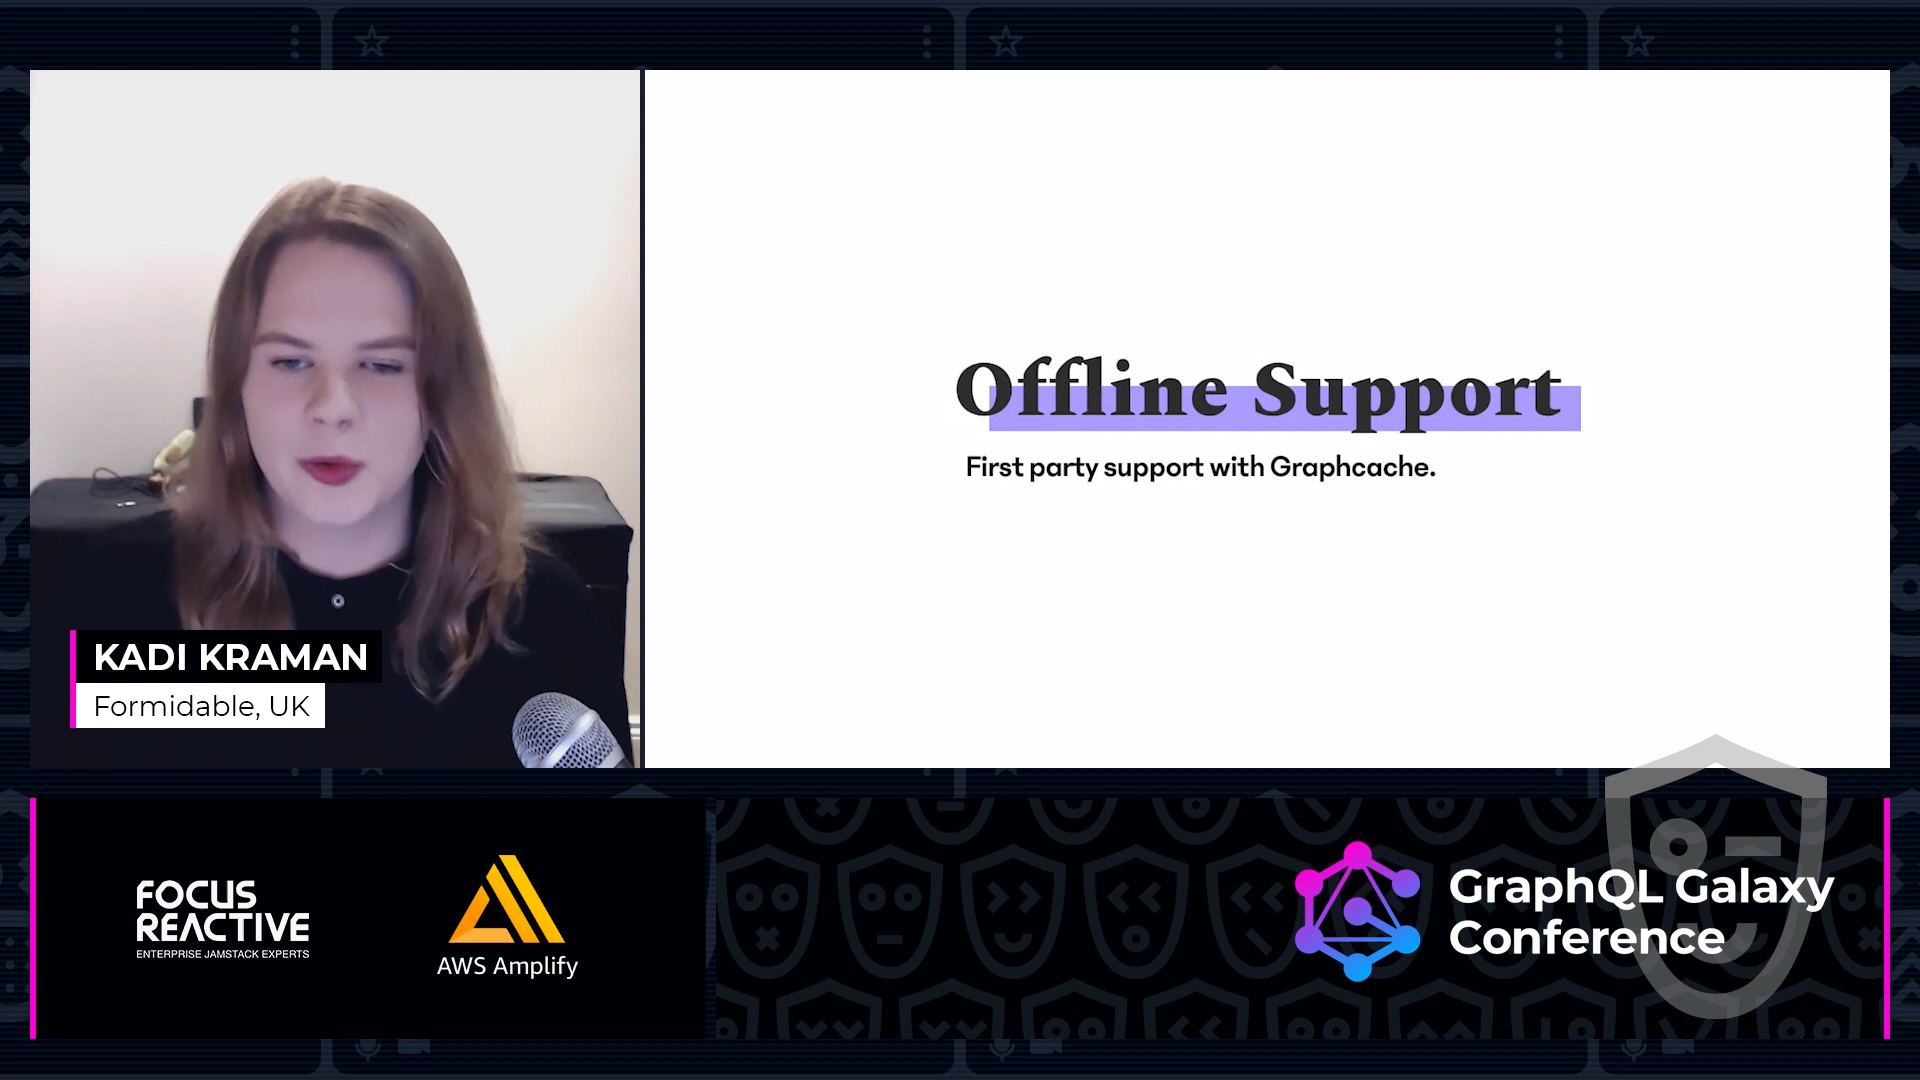 Offline Support
First party support with Graphcache.
KADI KRAMAN
Formidable, UK
FOCUS
REACTIVE
ENTERPRISE JAMSTACK EXPERTS
AWS Amplify
GraphQL Galaxy
Conference